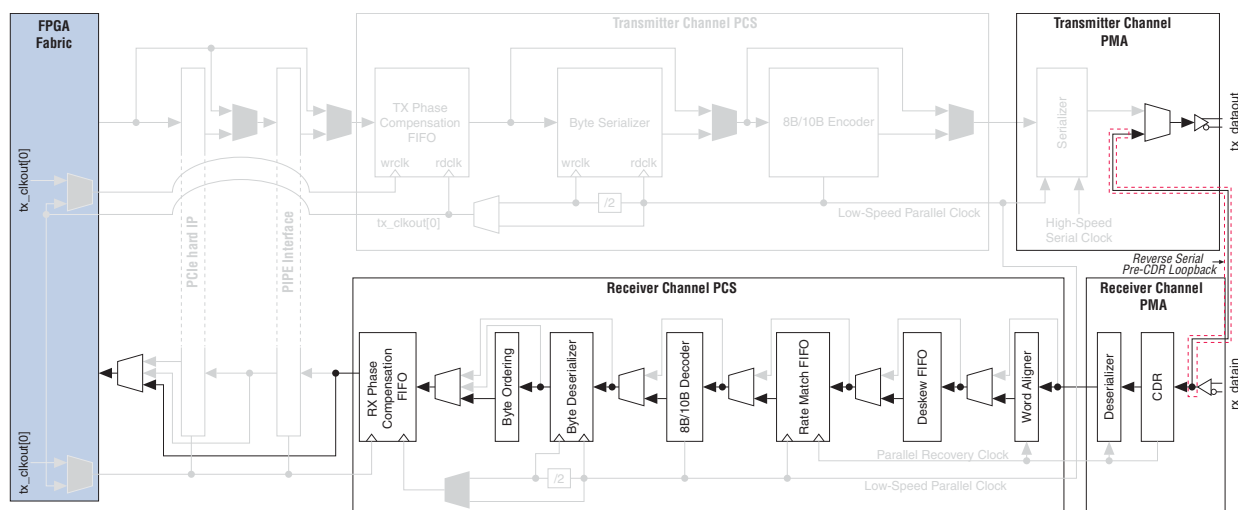 FPGA
Fabric
Transmitter Channel PCS
Transmitter Channel
PMA
TX Phase
Compensation
FIFO
wrclk
rdclk
Byte Serializer
wrclk
rdclk
8B/10B Encoder
Serializer
tx_dataout
tx_clkout[0]
/2
tx_clkout[0]
Low-Speed Parallel Clock
High-Speed
Serial Clock
PCIe hard IP
PIPE Interface
Reverse Serial
Pre-CDR Loopback
Receiver Channel PCS
Receiver Channel
PMA
RX Phase
Compensation
FIFO
Byte Ordering
Byte Deserializer
8B/10B Decoder
Rate Match FIFO
Deskew FIFO
Word Aligner
Deserializer
CDR
rx_datain
tx_clkout[0]
Parallel Recovery Clock
/2
Low-Speed Parallel Clock